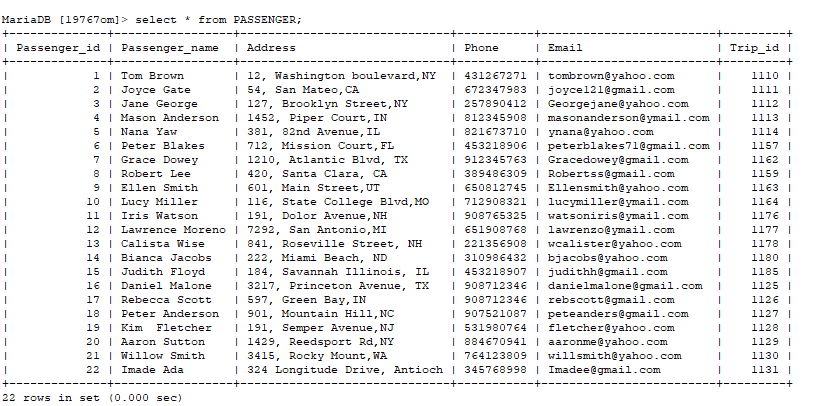 MariaDB [19767om]> select * from PASSENGER;
+--------------+-----------------+-----------------------------+-----------+--------------------------+---------+
| Passenger_id | Passenger_name  | Address                     | Phone     | Email                    | Trip_id |
+--------------+-----------------+-----------------------------+-----------+--------------------------+---------+
|            1 | Tom Brown       | 12, Washington boulevard,NY | 431267271 | tombrown@yahoo.com       |    1110 |
|            2 | Joyce Gate      | 54, San Mateo,CA            | 672347983 | joyce121@gmail.com       |    1111 |
|            3 | Jane George     | 127, Brooklyn Street,NY     | 257890412 | Georgejane@yahoo.com     |    1112 |
|            4 | Mason Anderson  | 1452, Piper Court,IN        | 812345908 | masonanderson@ymail.com  |    1113 |
|            5 | Nana Yaw        | 381, 82nd Avenue,IL         | 821673710 | ynana@yahoo.com          |    1114 |
|            6 | Peter Blakes    | 712, Mission Court,FL       | 453218906 | peterblakes71@gmail.com  |    1157 |
|            7 | Grace Dowey     | 1210, Atlantic Blvd, TX     | 912345763 | Gracedowey@gmail.com     |    1162 |
|            8 | Robert Lee      | 420, Santa Clara, CA        | 389486309 | Robertss@gmail.com       |    1159 |
|            9 | Ellen Smith     | 601, Main Street,UT         | 650812745 | Ellensmith@yahoo.com     |    1163 |
|           10 | Lucy Miller     | 116, State College Blvd,MO  | 712908321 | lucymiller@ymail.com     |    1164 |
|           11 | Iris Watson     | 191, Dolor Avenue,NH        | 908765325 | watsoniris@ymail.com     |    1176 |
|           12 | Lawrence Moreno | 7292, San Antonio,MI        | 651908768 | lawrenzo@ymail.com       |    1177 |
|           13 | Calista Wise    | 841, Roseville Street, NH   | 221356908 | wcalister@yahoo.com      |    1178 |
|           14 | Bianca Jacobs   | 222, Miami Beach, ND        | 310986432 | bjacobs@yahoo.com        |    1180 |
|           15 | Judith Floyd    | 184, Savannah Illinois, IL  | 453218907 | judithh@gmail.com        |    1185 |
|           16 | Daniel Malone   | 3217, Princeton Avenue, TX  | 908712346 | danielmalone@gmail.com   |    1125 |
|           17 | Rebecca Scott   | 597, Green Bay,IN           | 908712346 | rebscott@gmail.com       |    1126 |
|           18 | Peter Anderson  | 901, Mountain Hill,NC       | 907521087 | peteanders@gmail.com     |    1127 |
|           19 | Kim  Fletcher   | 191, Semper Avenue,NJ       | 531980764 | fletcher@yahoo.com       |    1128 |
|           20 | Aaron Sutton    | 1429, Reedsport Rd,NY       | 884670941 | aaronme@yahoo.com        |    1129 |
|           21 | Willow Smith    | 3415, Rocky Mount,WA        | 764123809 | willsmith@yahoo.com      |    1130 |
|           22 | Imade Ada       | 324 Longitude Drive, Antioch | 345768998 | Imadee@gmail.com         |    1131 |
+--------------+-----------------+-----------------------------+-----------+--------------------------+---------+
22 rows in set (0.000 sec)